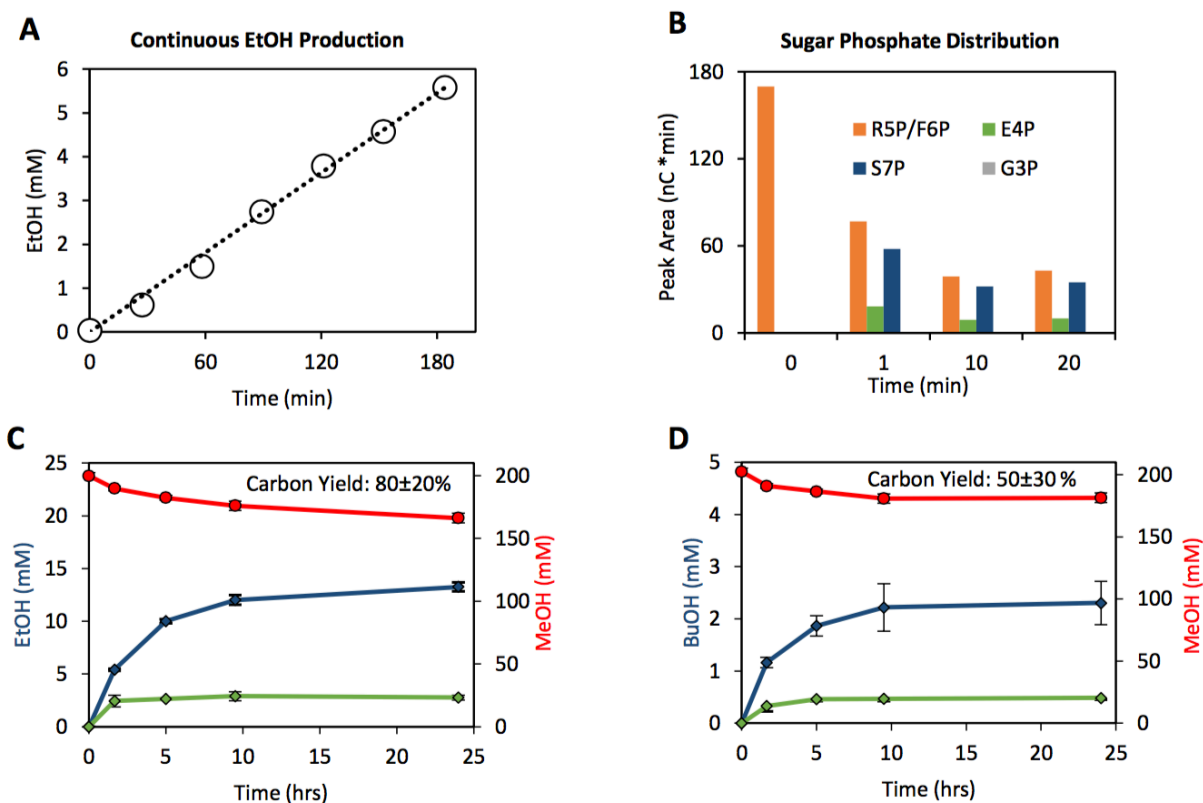 A
Continuous EtOH Production
6
5
4
3
2
1
0
EtOH (mM)
0 60 120 180
Time (min)
B
Sugar Phosphate Distribution
180
120
60
0
Peak Area (nC *min)
R5P/F6P E4P
S7P G3P
0 1 10 20
Time (min)
C
25
20
15
10
5
0
EtOH (mM)
Carbon Yield: 80±20%
200
150
100
50
0
MeOH (mM)
0 5 10 15 20 25
Time (hrs)
D
5
4
3
2
1
0
BuOH (mM)
Carbon Yield: 50±30 %
200
150
100
50
0
MeOH (mM)
0 5 10 15 20 25
Time (hrs)